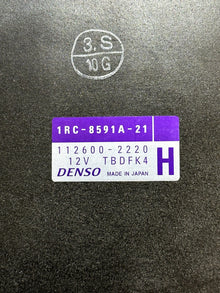 3.S
10G
1RC-8591A-21
112600-2220
12V TBDFK4
H
DENSO MADE IN JAPAN